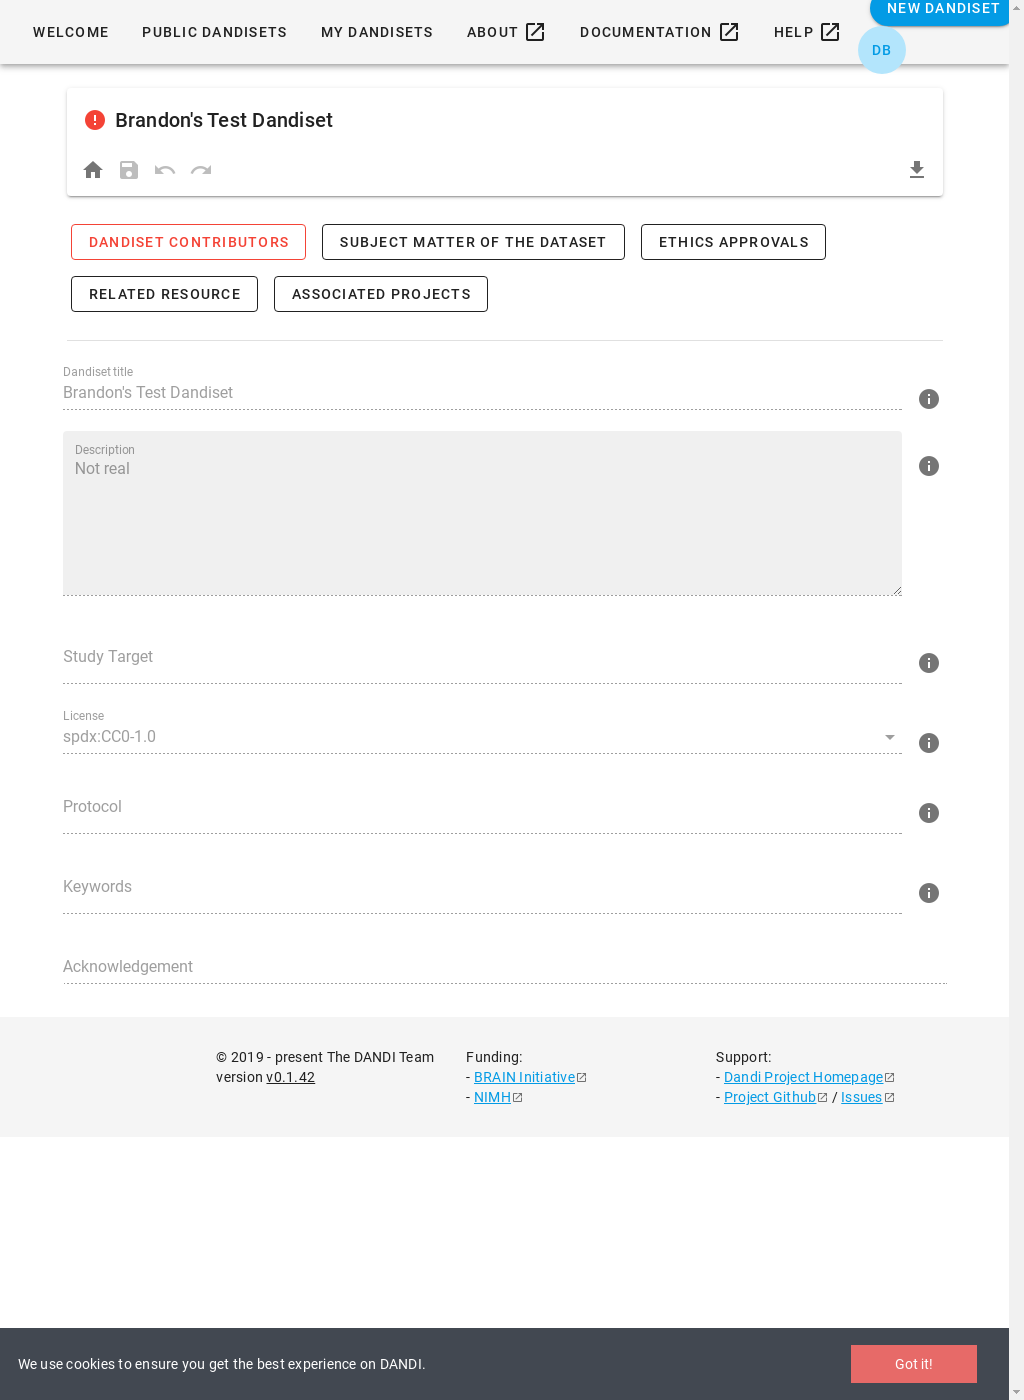 NEW DANDISET
WELCOME PUBLIC DANDISETS MY DANDISETS ABOUT DOCUMENTATION HELP
DB
Brandon's Test Dandiset
DANDISET CONTRIBUTORS SUBJECT MATTER OF THE DATASET ETHICS APPROVALS
RELATED RESOURCE ASSOCIATED PROJECTS
Dandiset title
Brandon's Test Dandiset
Description
Not real
Study Target
License
spdx:CC0-1.0
Protocol
Keywords
Acknowledgement
© 2019 - present The DANDI Team
version v0.1.42
Funding:
- BRAIN Initiative
- NIMH
Support:
- Dandi Project Homepage
- Project Github / Issues
We use cookies to ensure you get the best experience on DANDI.
Got it!